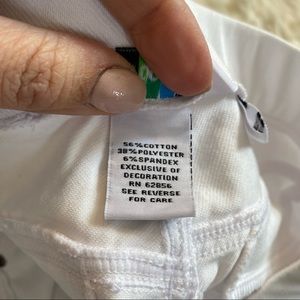 56%COTTON
38%POLYESTER
6%SPANDEX
EXCLUSIVE OF
DECORATION
RN 62856
SEE REVERSE
FOR CARE